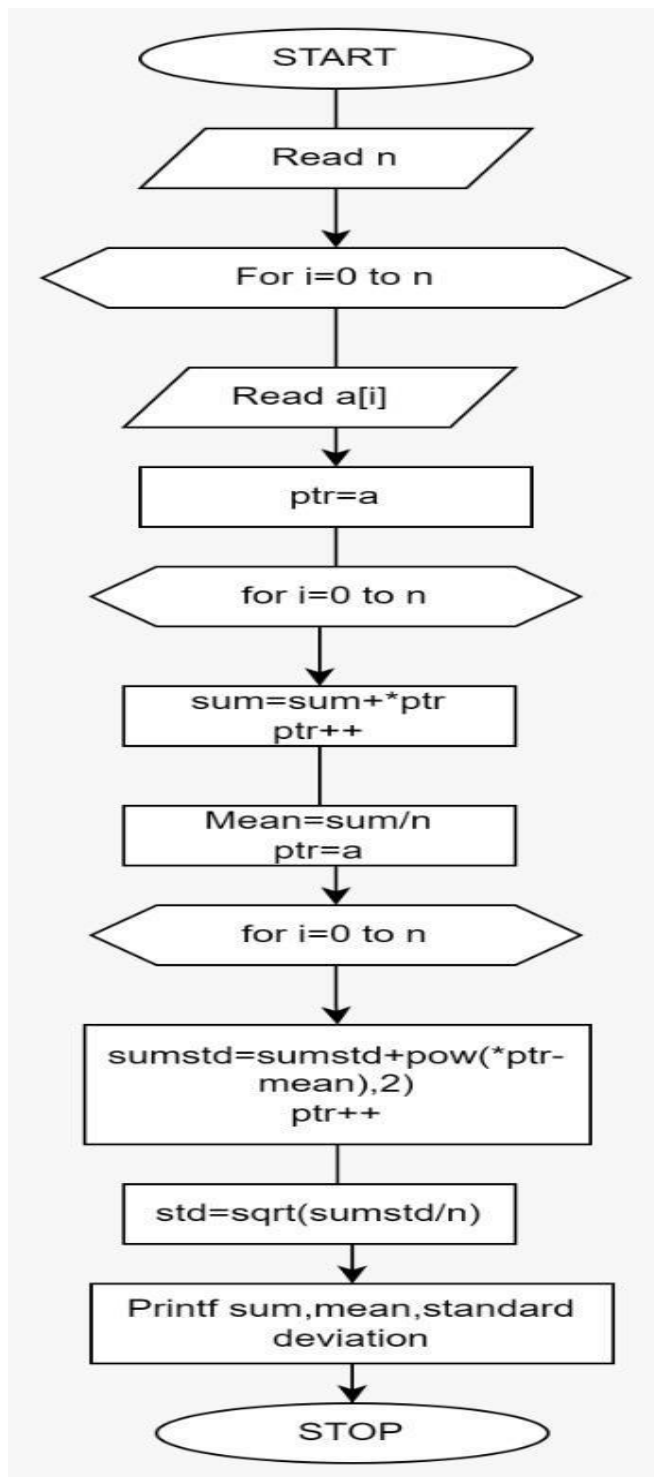 START
Read n
For i=0 to n
Read a[i]
ptr=a
for i=0 to n
sum=sum+*ptr
ptr++
Mean=sum/n
ptr=a
for i=0 to n
sumstd=sumstd+pow(*ptr-
mean),2)
ptr++
std=sqrt(sumstd/n)
Printf sum,mean,standard
deviation
STOP